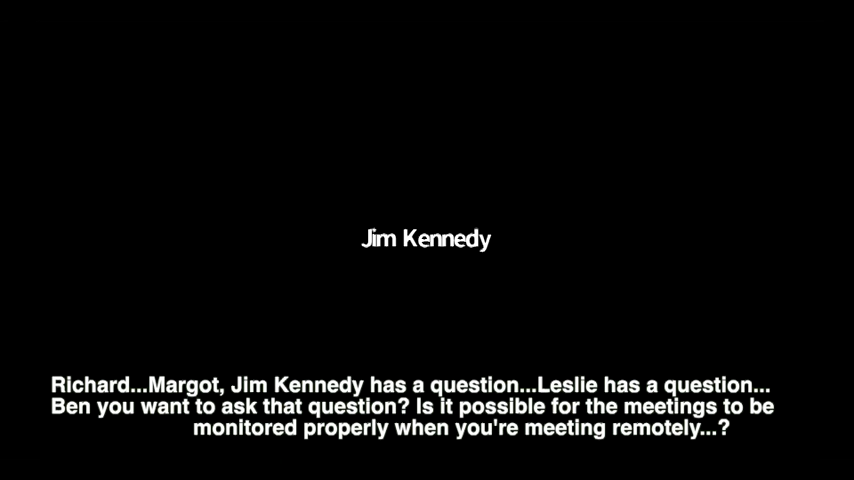 Jim Kennedy
Richard...Margot, Jim Kennedy has a question...Leslie has a question...
Ben you want to ask that question? Is it possible for the meetings to be
monitored properly when you're meeting remotely...?